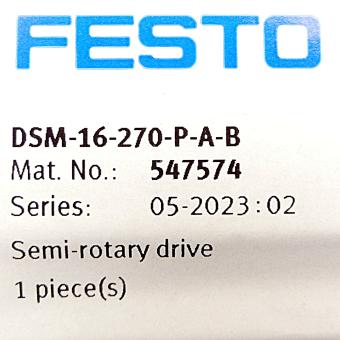 FESTO
DSM-16-270-P-A-B
Mat. No.: 547574
Series: 05-2023:02
Semi-rotary drive
1 piece(s)